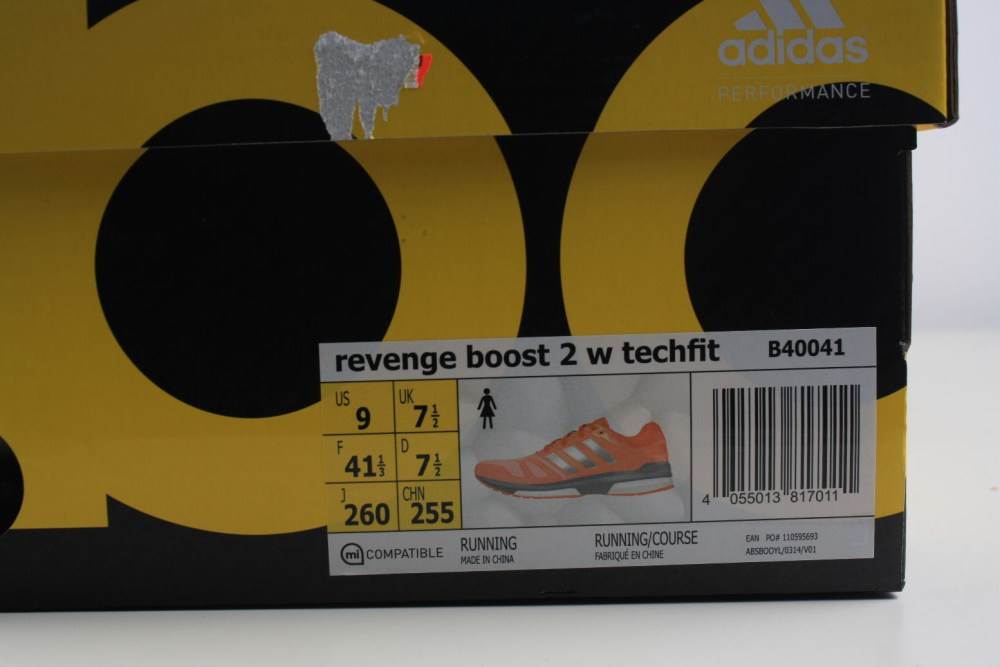 adidas
PERFORMANCE
revenge boost 2 w techfit B40041
US 9 UK 7½
F 41⅓ D 7½
J 260 CHN 255
4 055013 817011
mi COMPATIBLE
RUNNING
MADE IN CHINA
RUNNING/COURSE
FABRIQUÉ EN CHINE
EAN PO# 110595693
ABSBOOYL/0314/V01